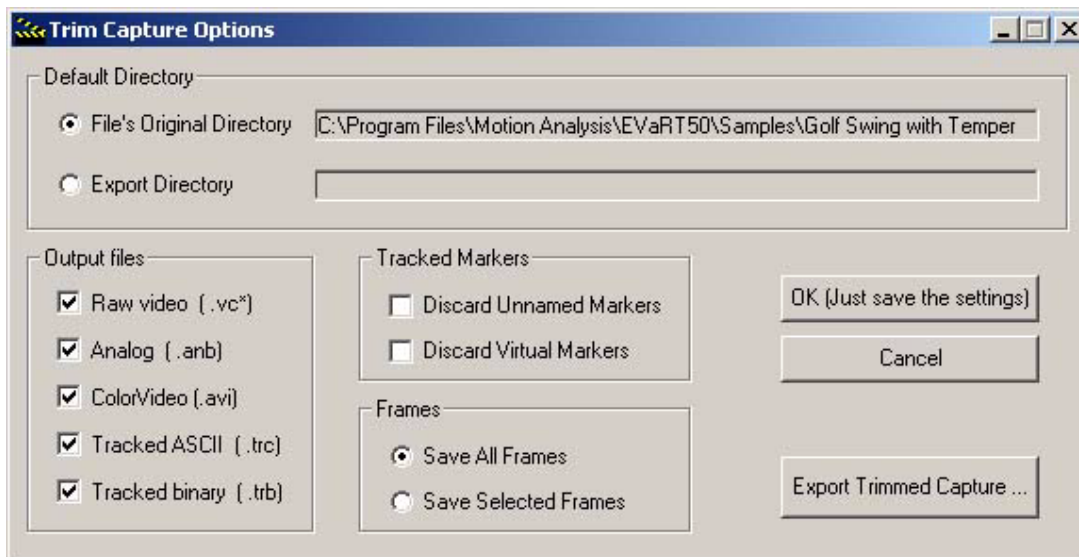 Trim Capture Options
Default Directory
File's Original Directory
C:\Program Files\Motion Analysis\EVaRT50\Samples\Golf Swing with Temper
Export Directory
Output files
Raw video ( .vc*)
Analog ( .anb)
ColorVideo (.avi)
Tracked ASCII ( .trc)
Tracked binary ( .trb)
Tracked Markers
Discard Unnamed Markers
Discard Virtual Markers
Frames
Save All Frames
Save Selected Frames
OK (Just save the settings)
Cancel
Export Trimmed Capture ...